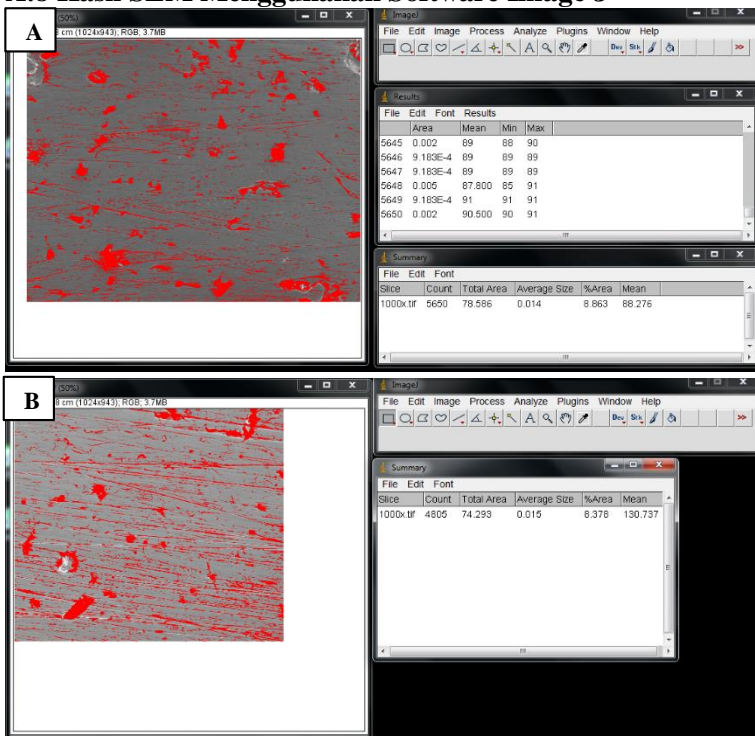 A
(50%)
8 cm (1024x943); RGB; 3.7MB
ImageJ
File Edit Image Process Analyze Plugins Window Help
Dev Stk >>
Results
File Edit Font Results
Area Mean Min Max
5645 0.002 89 88 90
5646 9.183E-4 89 89 89
5647 9.183E-4 89 89 89
5648 0.005 87.800 85 91
5649 9.183E-4 91 91 91
5650 0.002 90.500 90 91
Summary
File Edit Font
Slice Count Total Area Average Size %Area Mean
1000x.tif 5650 78.586 0.014 8.863 88.276
B
(50%)
8 cm (1024x943); RGB; 3.7MB
ImageJ
File Edit Image Process Analyze Plugins Window Help
Dev Stk >>
Summary
File Edit Font
Slice Count Total Area Average Size %Area Mean
1000x.tif 4805 74.293 0.015 8.378 130.737